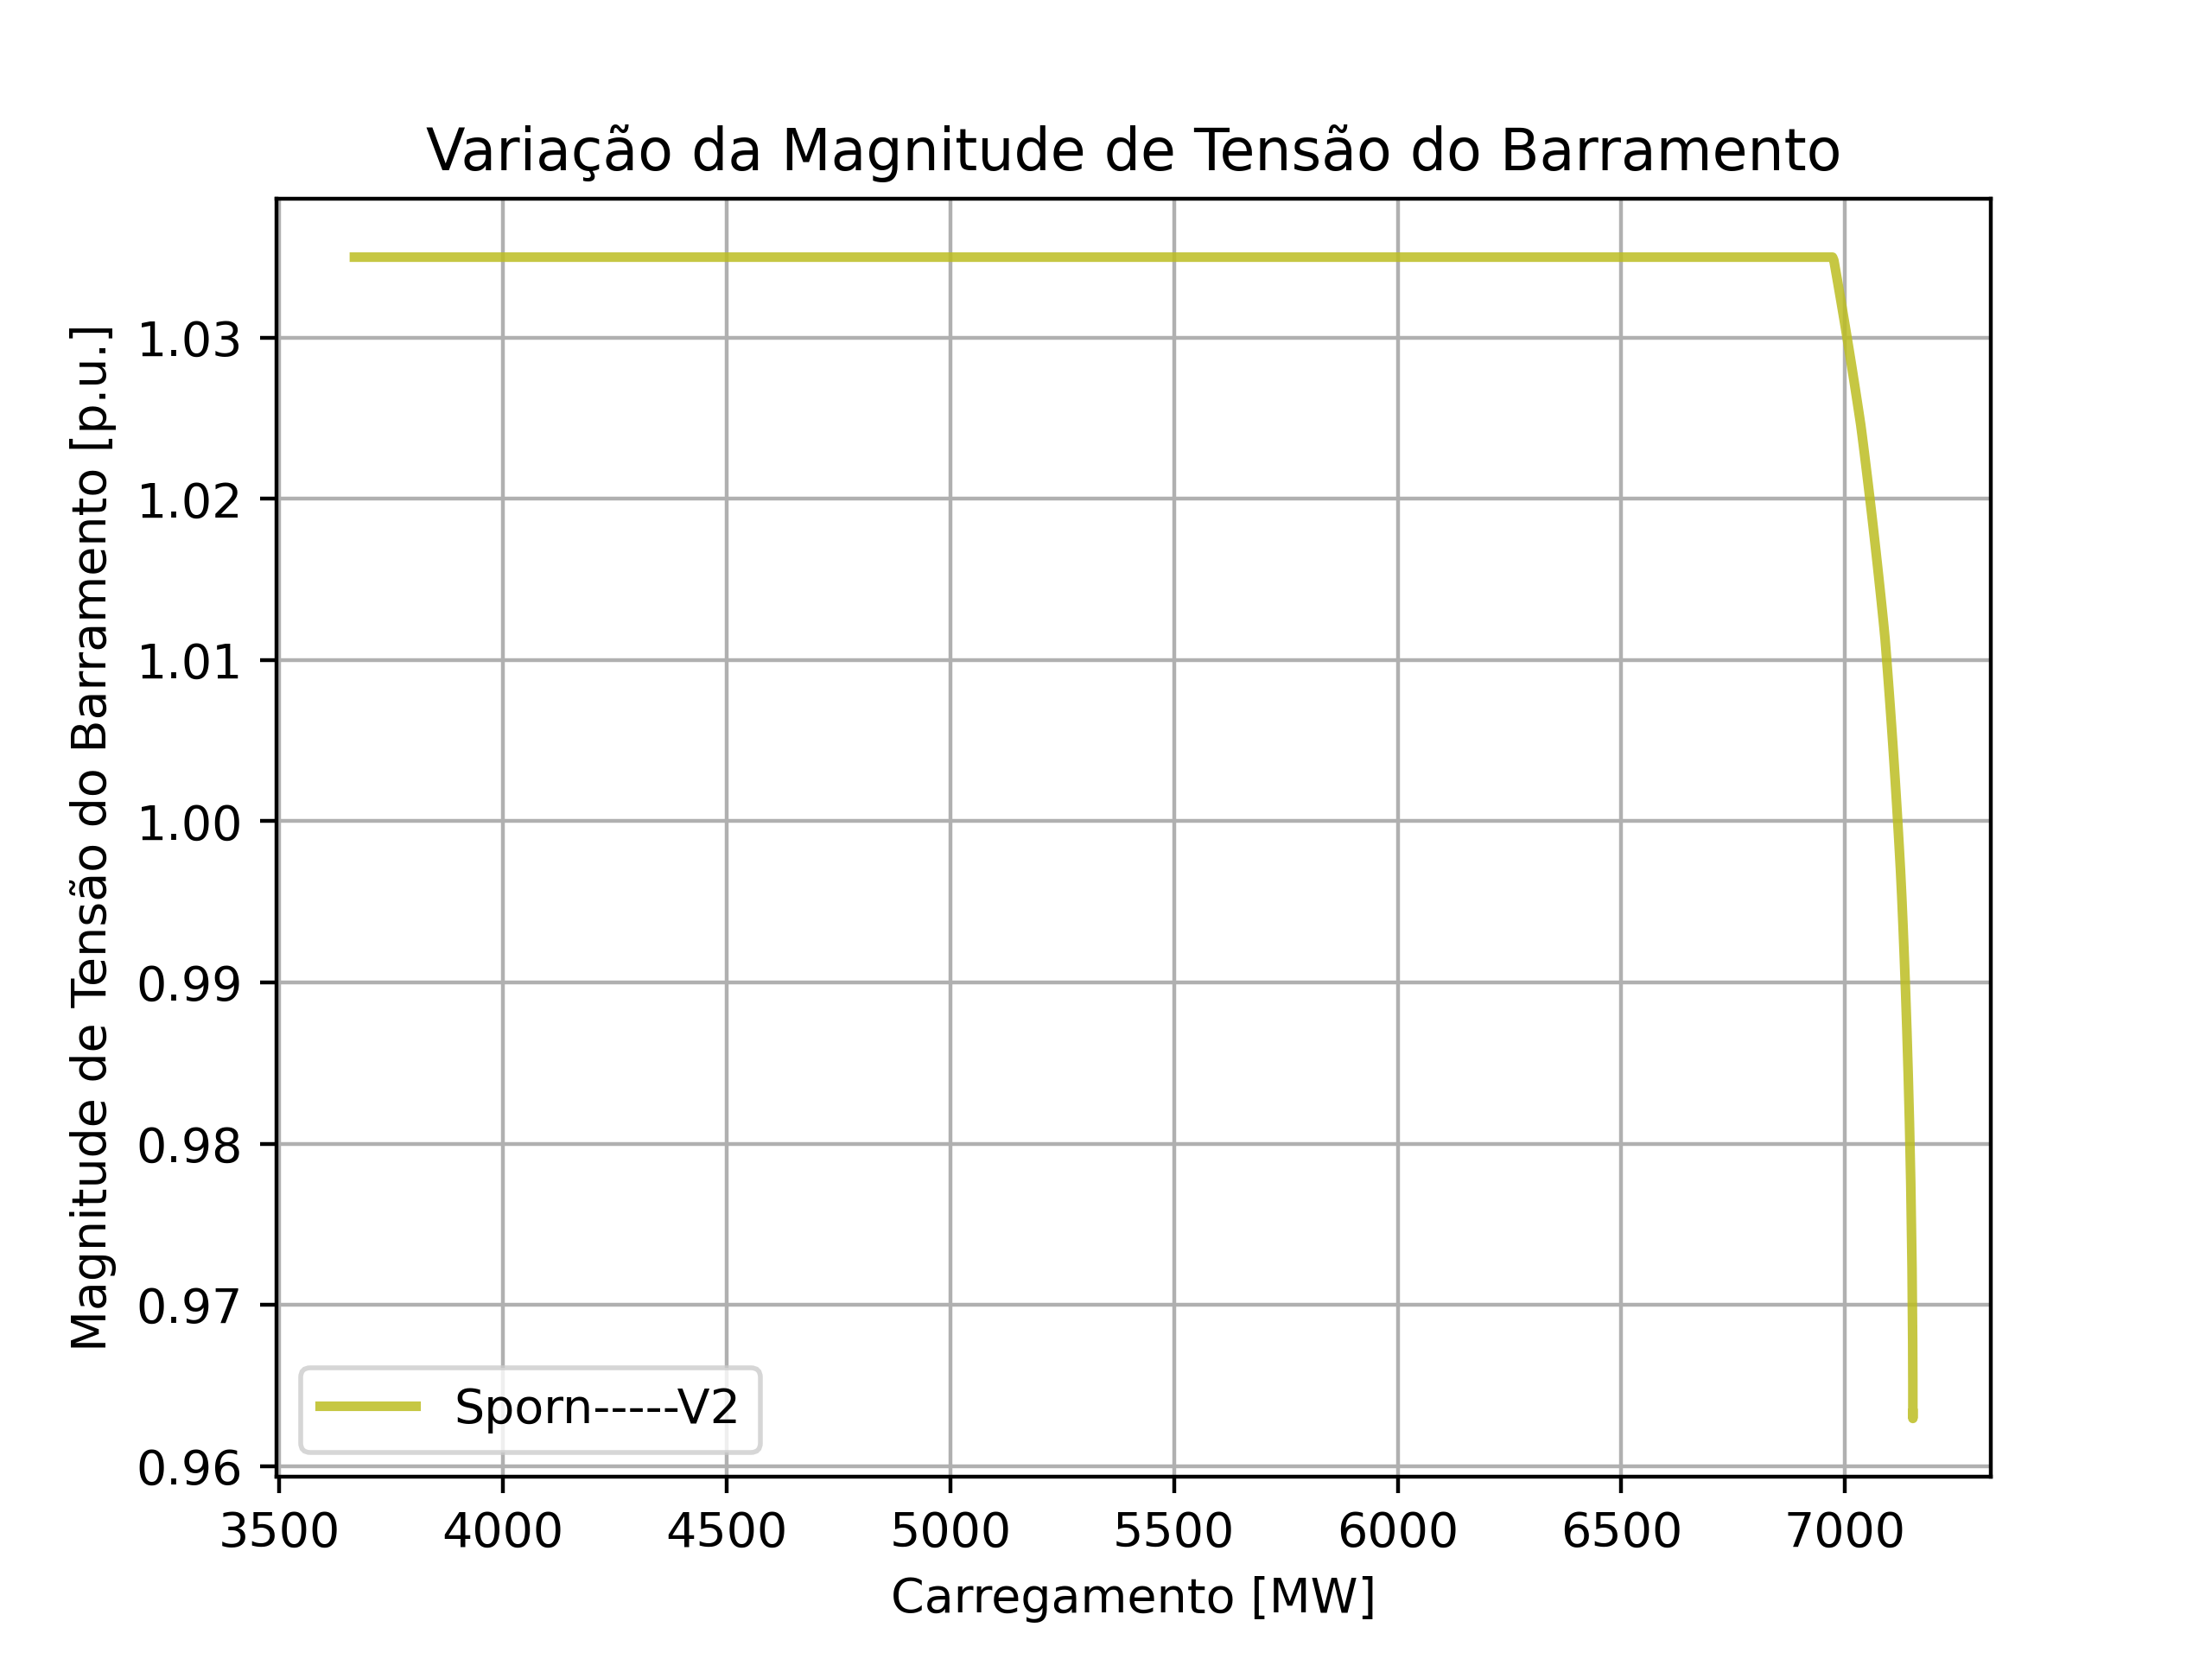 Variação da Magnitude de Tensão do Barramento
Magnitude de Tensão do Barramento [p.u.]
1.03
1.02
1.01
1.00
0.99
0.98
0.97
0.96
Sporn-----V2
3500 4000 4500 5000 5500 6000 6500 7000
Carregamento [MW]